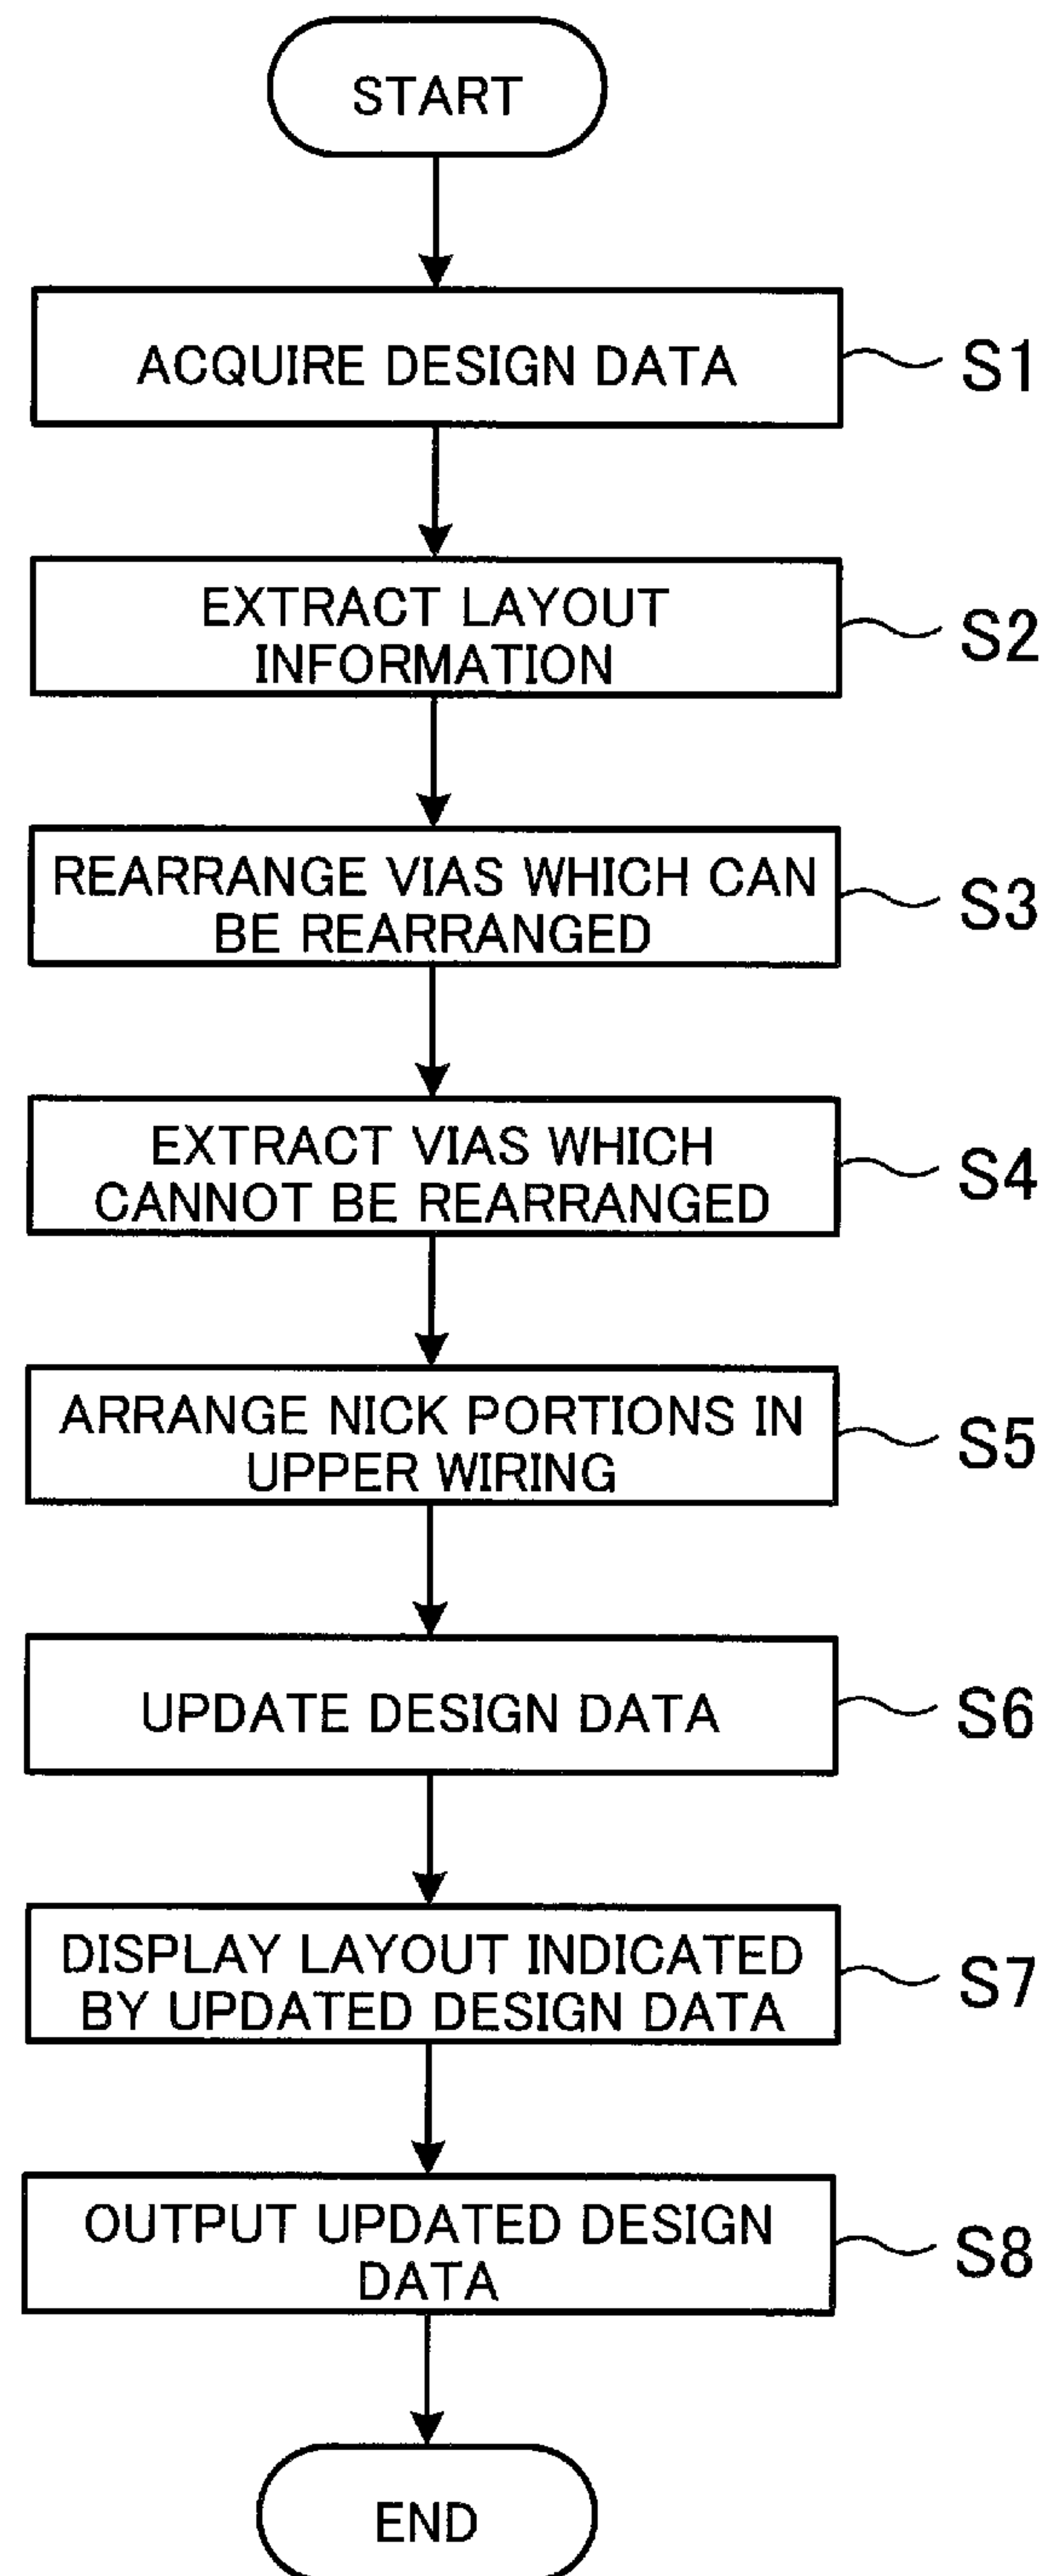 START
ACQUIRE DESIGN DATA
S1
EXTRACT LAYOUT
INFORMATION
S2
REARRANGE VIAS WHICH CAN
BE REARRANGED
S3
EXTRACT VIAS WHICH
CANNOT BE REARRANGED
S4
ARRANGE NICK PORTIONS IN
UPPER WIRING
S5
UPDATE DESIGN DATA
S6
DISPLAY LAYOUT INDICATED
BY UPDATED DESIGN DATA
S7
OUTPUT UPDATED DESIGN
DATA
S8
END